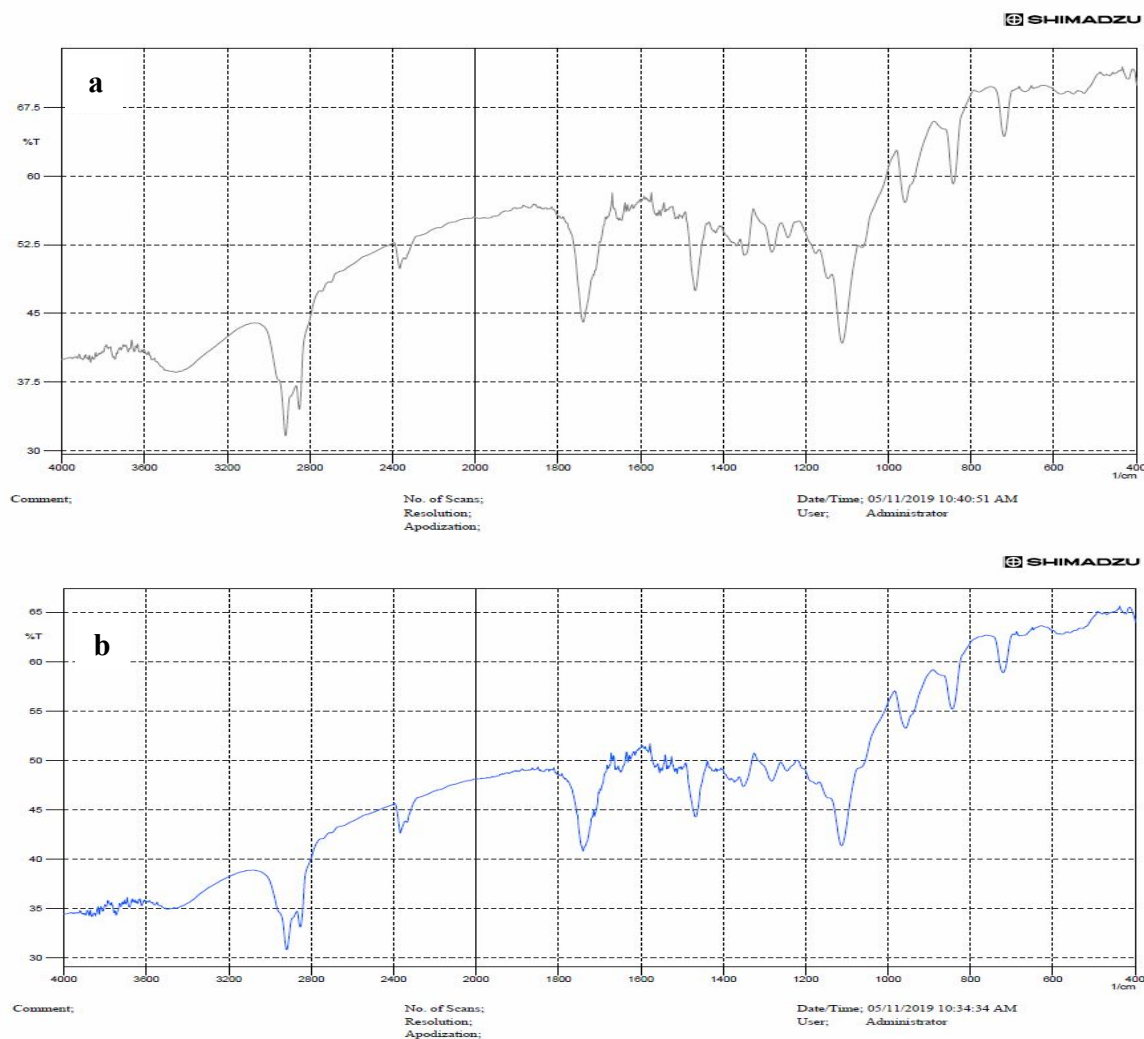 SHIMADZU
a
67.5
%T
60
52.5
45
37.5
30
4000 3600 3200 2800 2400 2000 1800 1600 1400 1200 1000 800 600 400
1/cm
Comment; No. of Scans; Date/Time; 05/11/2019 10:40:51 AM
Resolution; User; Administrator
Apodization;
SHIMADZU
b
65
%T
60
55
50
45
40
35
30
4000 3600 3200 2800 2400 2000 1800 1600 1400 1200 1000 800 600 400
1/cm
Comment; No. of Scans; Date/Time; 05/11/2019 10:34:34 AM
Resolution; User; Administrator
Apodization;